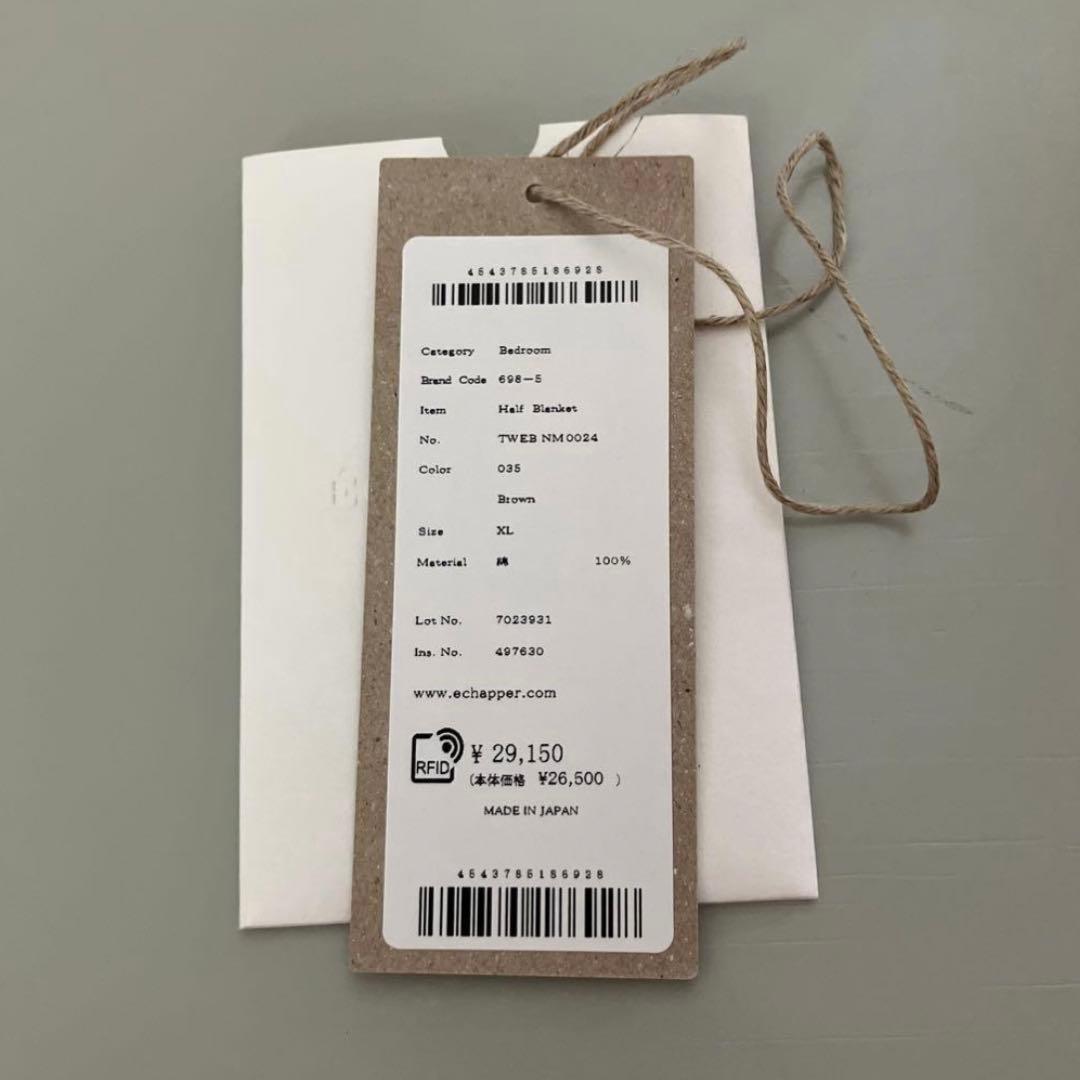 4543785186928
Category Bedroom
Brand Code 698-5
Item Half Blanket
No. TWEB NM0024
Color 035
Brown
Size XL
Material 綿 100%
Lot No. 7023931
Ins. No. 497630
www.echapper.com
RFID ¥ 29,150
(本体価格 ¥26,500 )
MADE IN JAPAN
4543785186928